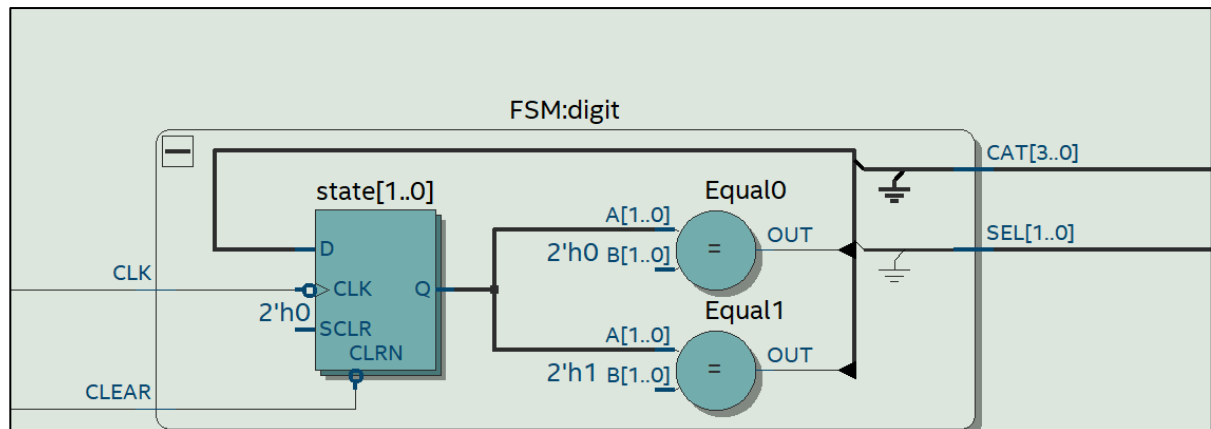 FSM:digit
CAT[3..0]
state[1..0]
Equal0
A[1..0]
OUT
SEL[1..0]
D
=
2'h0 B[1..0]
CLK
CLK
Q
Equal1
2'h0
SCLR
A[1..0]
OUT
CLRN
=
2'h1 B[1..0]
CLEAR